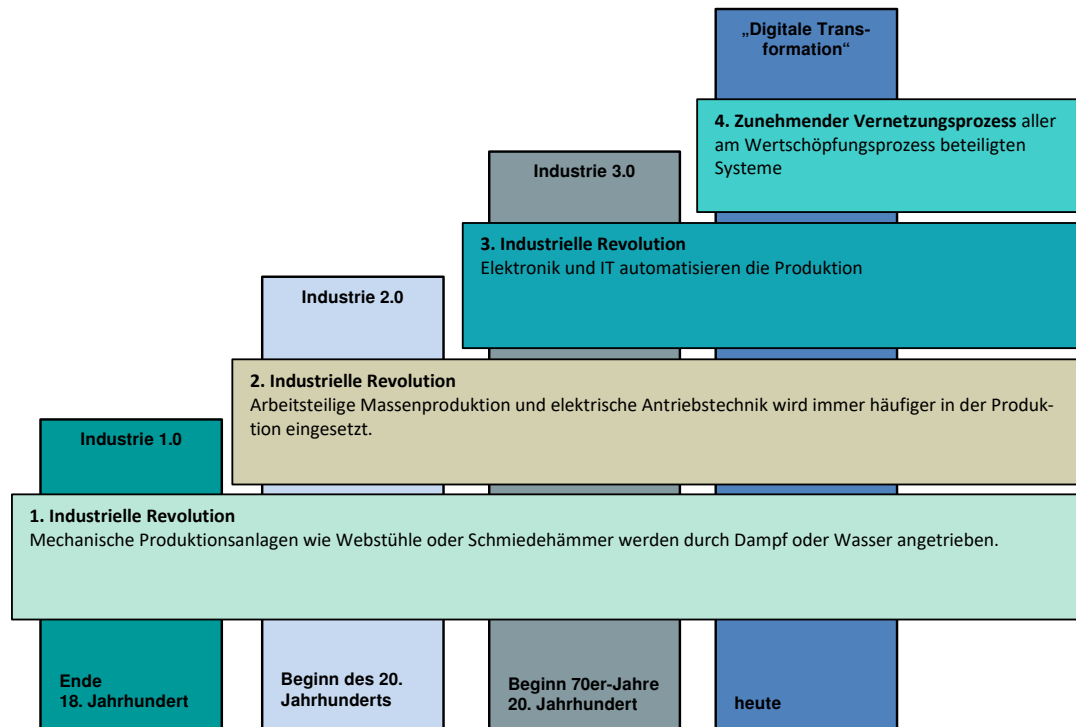 „Digitale Trans-
formation“
4. Zunehmender Vernetzungsprozess aller
am Wertschöpfungsprozess beteiligten
Systeme
Industrie 3.0
3. Industrielle Revolution
Elektronik und IT automatisieren die Produktion
Industrie 2.0
2. Industrielle Revolution
Arbeitsteilige Massenproduktion und elektrische Antriebstechnik wird immer häufiger in der Produk-
tion eingesetzt.
Industrie 1.0
1. Industrielle Revolution
Mechanische Produktionsanlagen wie Webstühle oder Schmiedehämmer werden durch Dampf oder Wasser angetrieben.
Ende
18. Jahrhundert
Beginn des 20.
Jahrhunderts
Beginn 70er-Jahre
20. Jahrhundert
heute